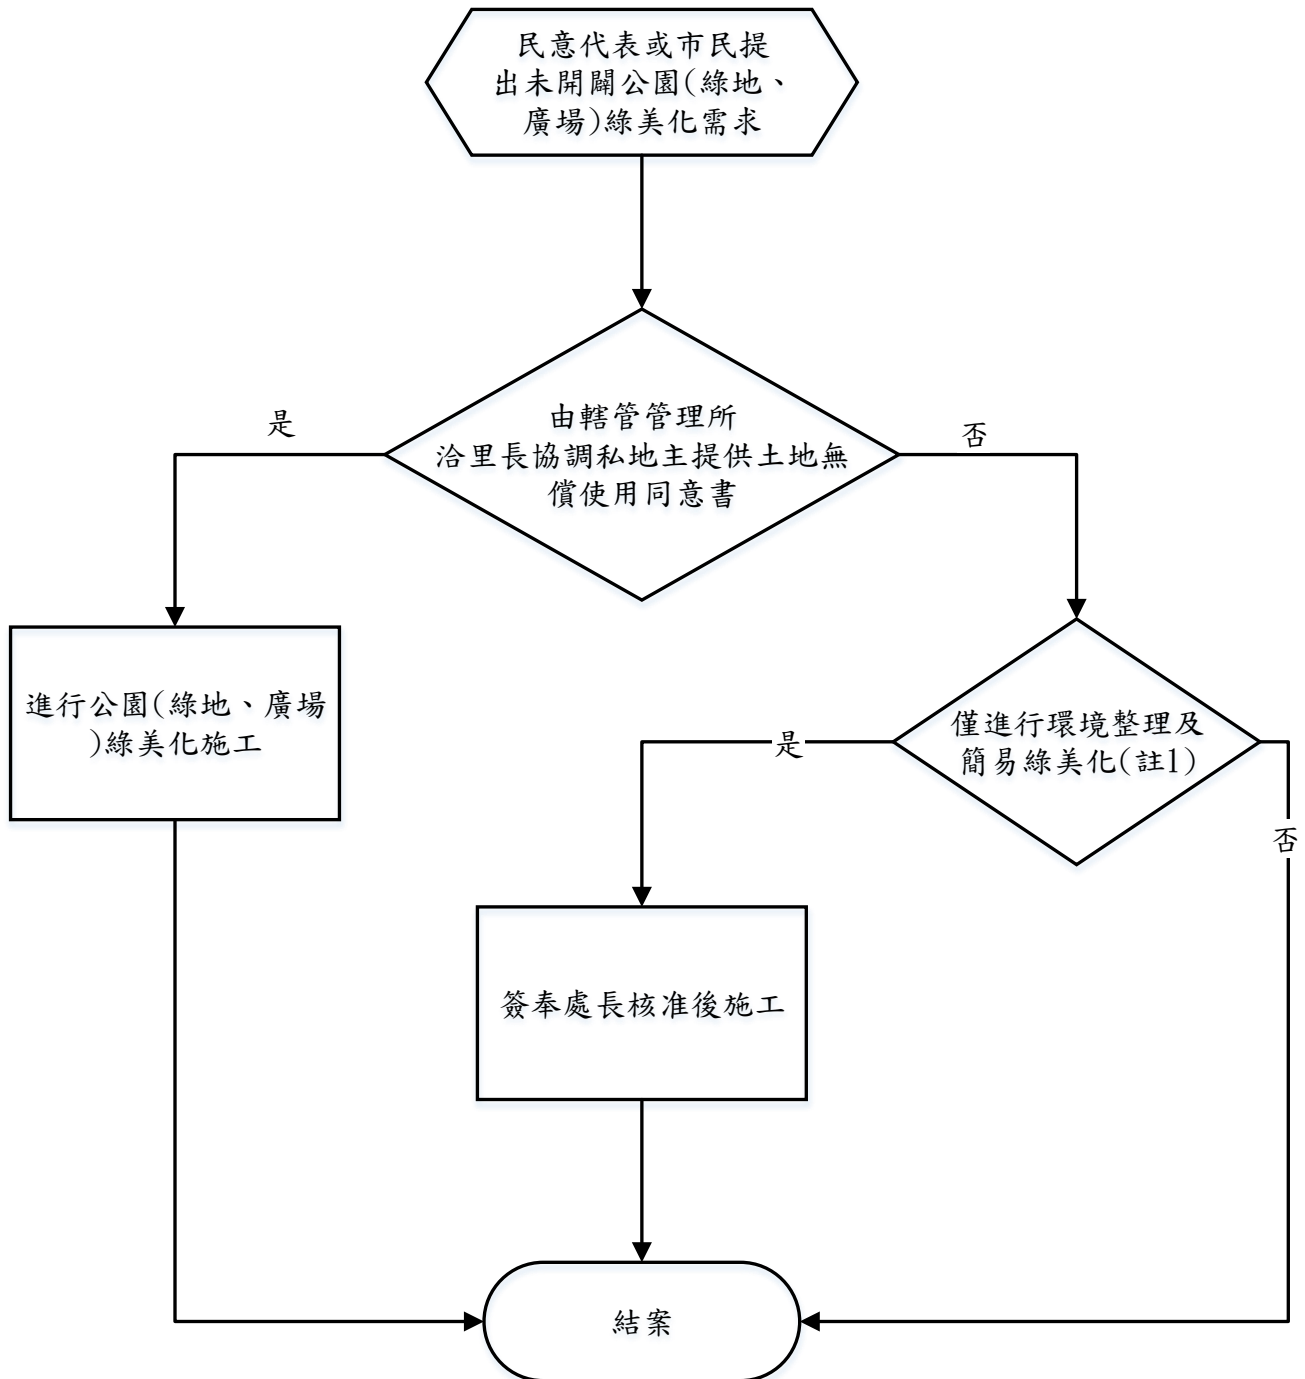 民意代表或市民提
出未開闢公園(綠地、
廣場)綠美化需求
由轄管管理所
洽里長協調私地主提供土地無
償使用同意書
是
否
進行公園(綠地、廣場
)綠美化施工
僅進行環境整理及
簡易綠美化(註1)
是
否
簽奉處長核准後施工
結案